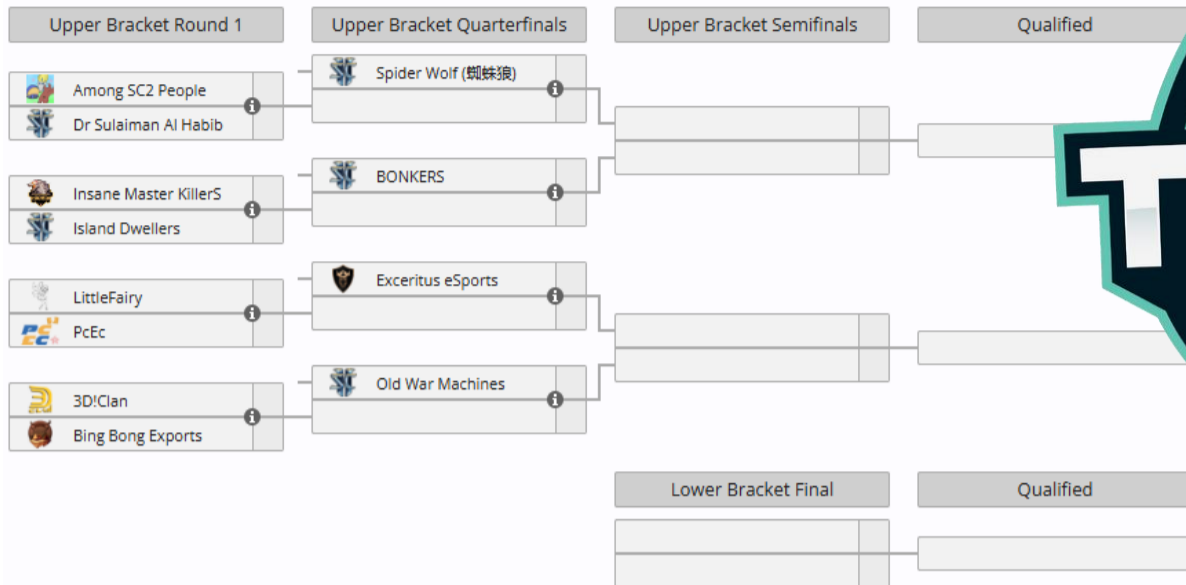 Upper Bracket Round 1
Upper Bracket Quarterfinals
Upper Bracket Semifinals
Qualified
Among SC2 People
Dr Sulaiman Al Habib
Insane Master KillerS
Island Dwellers
LittleFairy
PcEc
3D!Clan
Bing Bong Exports
Spider Wolf (蜘蛛狼)
BONKERS
Exceritus eSports
Old War Machines
Lower Bracket Final
Qualified
T